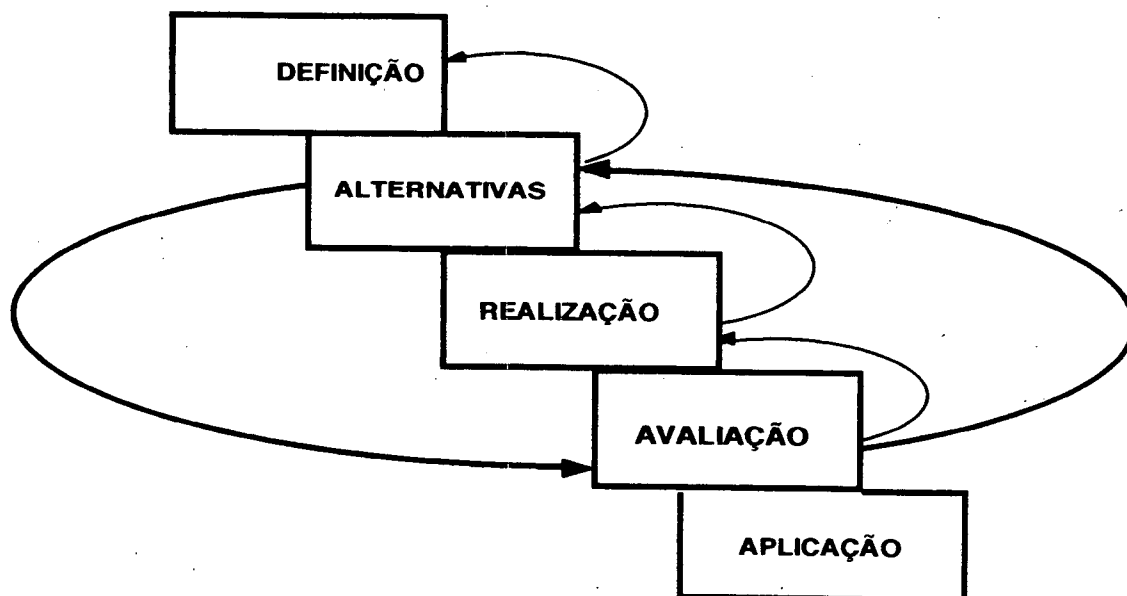 DEFINIÇÃO
ALTERNATIVAS
REALIZAÇÃO
AVALIAÇÃO
APLICAÇÃO